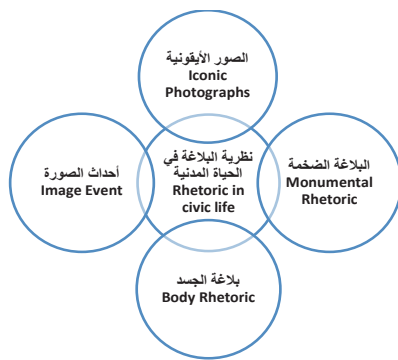 الصور الأيقونية
Iconic
Photographs
أحداث الصورة
Image Event
نظرية البلاغة في
الحياة المدنية
Rhetoric in
civic life
البلاغة الضخمة
Monumental
Rhetoric
بلاغة الجسد
Body Rhetoric